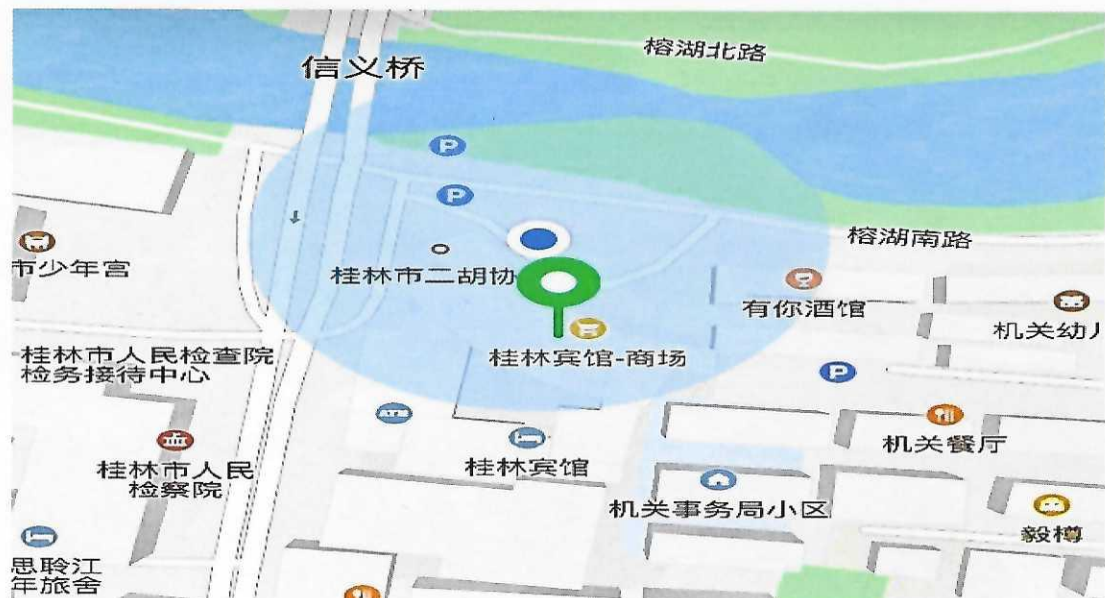 榕湖北路
信义桥
P
P
榕湖南路
市少年宫
桂林市二胡协
有你酒馆
机关幼儿
桂林宾馆-商场
桂林市人民检查院
检务接待中心
P
ATM
机关餐厅
桂林宾馆
桂林市人民
检察院
机关事务局小区
毅樽
思聆江
年旅舍